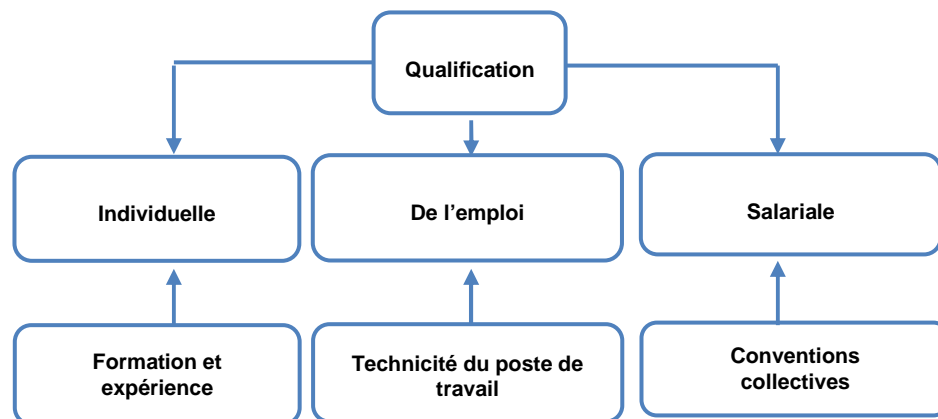 Qualification
Individuelle
De l'emploi
Salariale
Formation et
expérience
Technicité du poste de
travail
Conventions
collectives